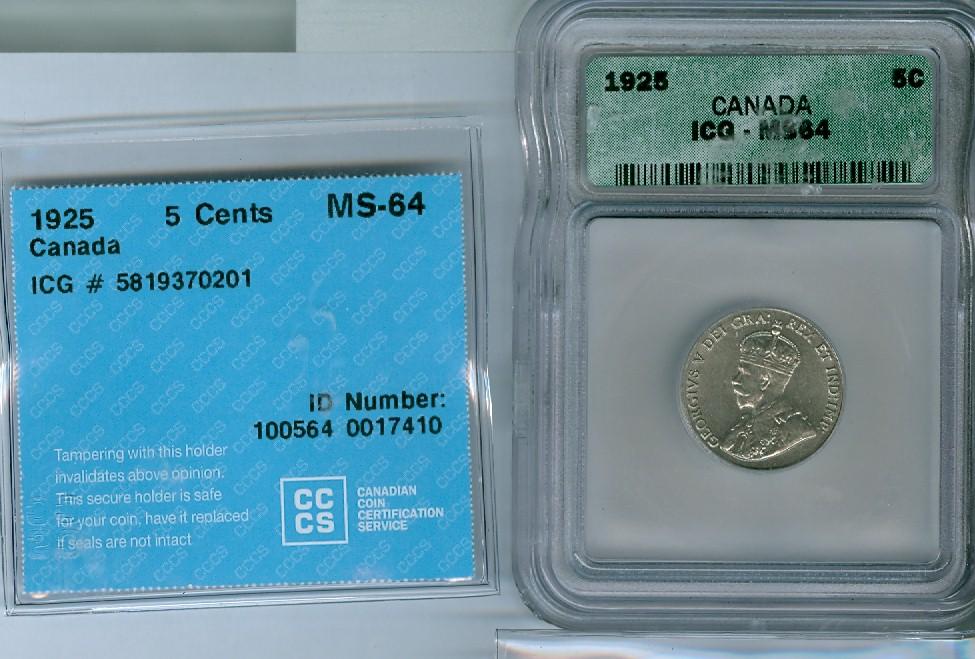 1925 5 Cents MS-64
Canada
ICG # 5819370201
ID Number:
100564 0017410
Tampering with this holder
invalidates above opinion.
This secure holder is safe
for your coin, have it replaced
if seals are not intact
CC
CS
CANADIAN
COIN
CERTIFICATION
SERVICE
1925 5C
CANADA
ICG - MS64
GEORGIVS V DEI GRA: REX ET IND:IMP: